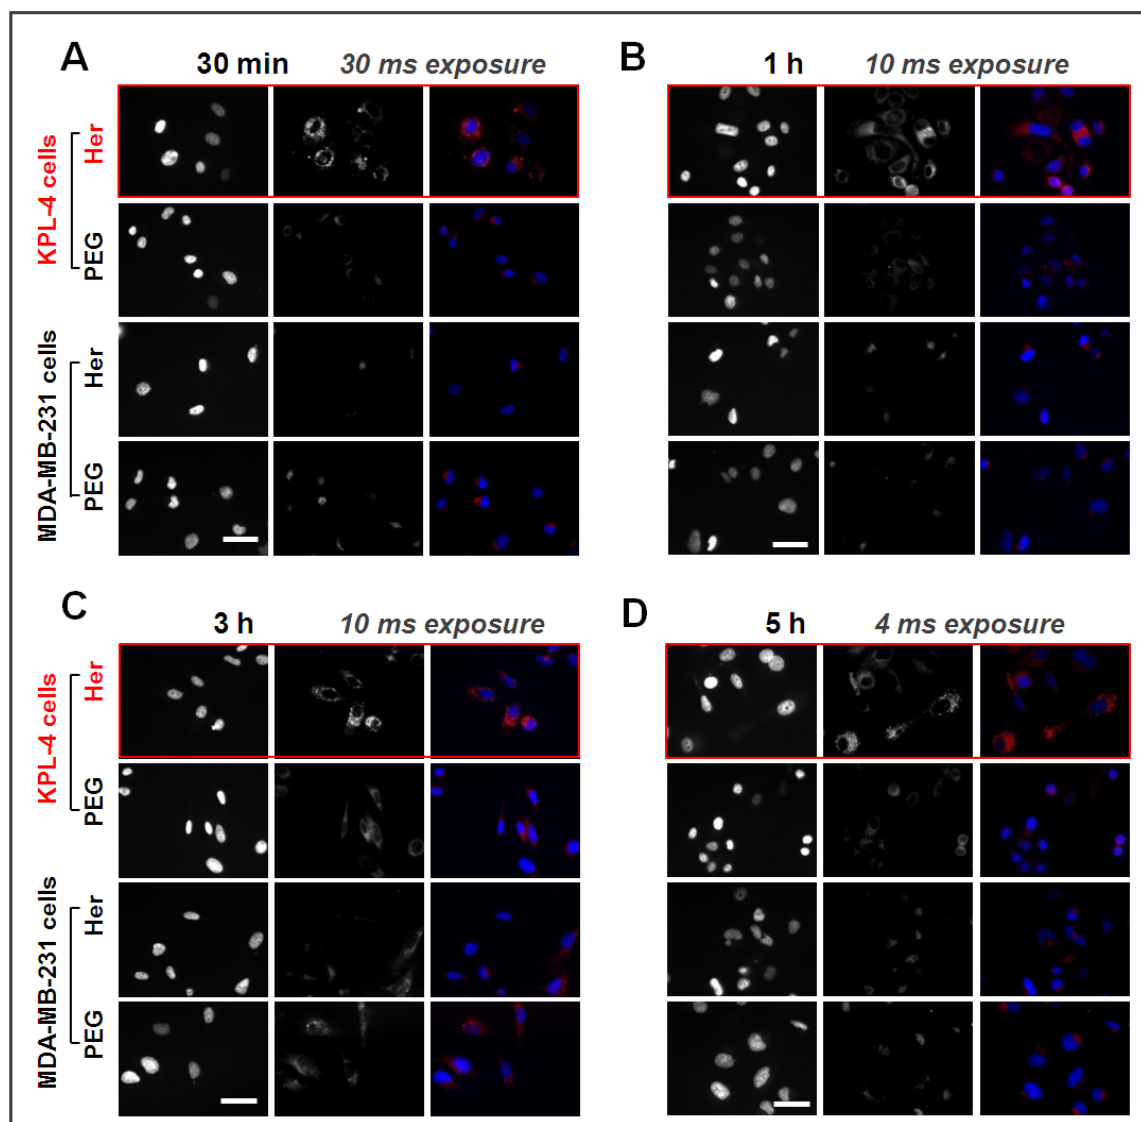 A 30 min 30 ms exposure
KPL-4 cells
Her
PEG
MDA-MB-231 cells
Her
PEG
B 1 h 10 ms exposure
C 3 h 10 ms exposure
KPL-4 cells
Her
PEG
MDA-MB-231 cells
Her
PEG
D 5 h 4 ms exposure